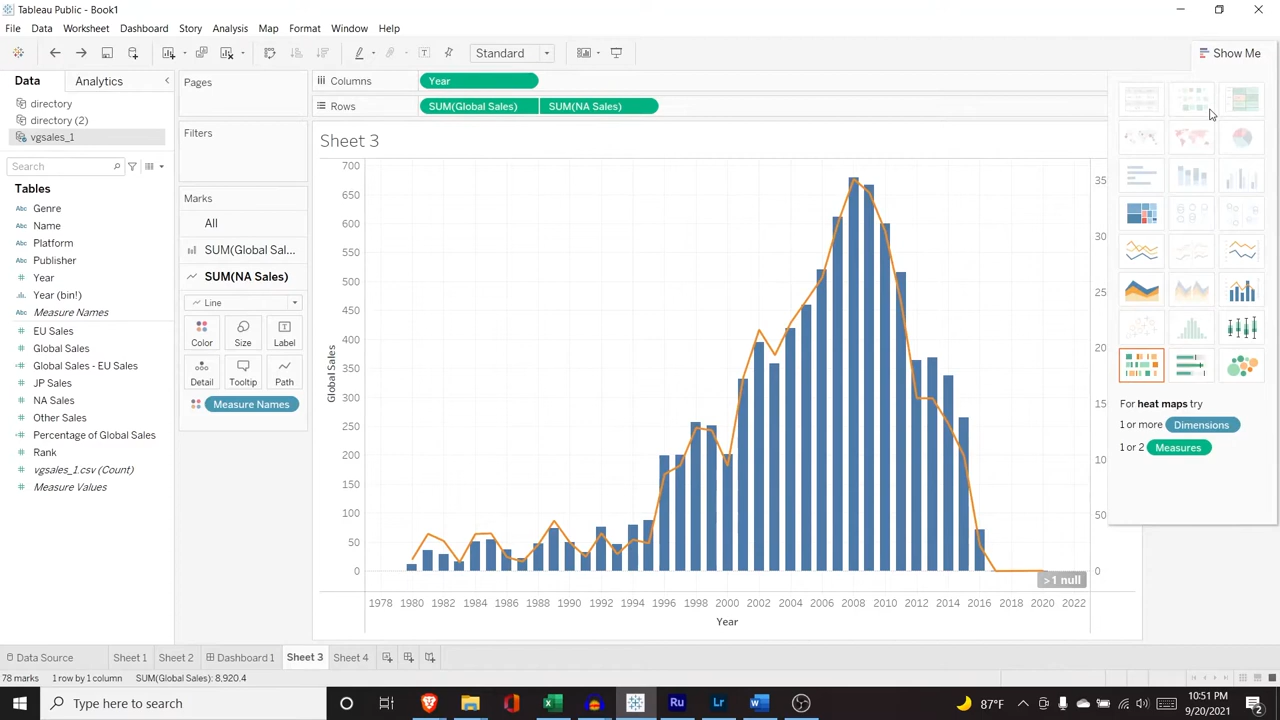 Tableau Public - Book1
File Data Worksheet Dashboard Story Analysis Map Format Window Help
Standard
Show Me
Data Analytics
Pages
Columns
Year
directory
directory (2)
vgsales_1
Rows
SUM(Global Sales) SUM(NA Sales)
Filters
Sheet 3
Search
Tables
Abc Genre
Abc Name
Abc Platform
Abc Publisher
# Year
Year (bin!)
Abc Measure Names
# EU Sales
# Global Sales
# Global Sales - EU Sales
# JP Sales
# NA Sales
# Other Sales
# Percentage of Global Sales
# Rank
# vgsales_1.csv (Count)
# Measure Values
Marks
All
SUM(Global Sal...
SUM(NA Sales)
Line
Color Size Label
Detail Tooltip Path
Measure Names
700
650
600
550
500
450
400
350
300
250
200
150
100
50
0
Global Sales
35
30
25
20
15
10
50
0
>1 null
1978 1980 1982 1984 1986 1988 1990 1992 1994 1996 1998 2000 2002 2004 2006 2008 2010 2012 2014 2016 2018 2020 2022
Year
For heat maps try
1 or more Dimensions
1 or 2 Measures
Data Source Sheet 1 Sheet 2 Dashboard 1 Sheet 3 Sheet 4
78 marks 1 row by 1 column SUM(Global Sales): 8,920.4
Type here to search
Ru
Lr
87°F
10:51 PM
9/20/2021